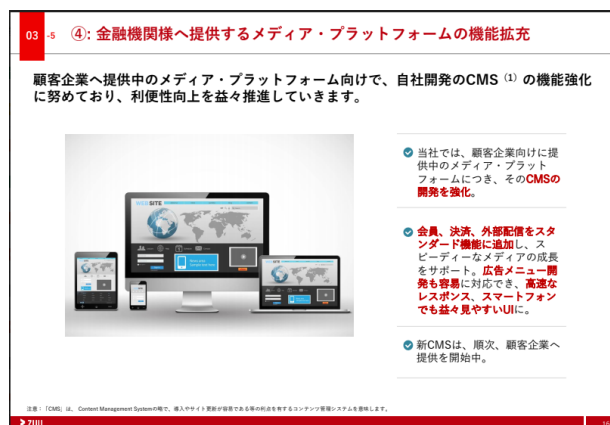 03 -5 ④: 金融機関様へ提供するメディア・プラットフォームの機能拡充
顧客企業へ提供中のメディア・プラットフォーム向けで、自社開発のCMS (1) の機能強化
に努めており、利便性向上を益々推進していきます。
WEBSITE
当社では、顧客企業向けに提
供中のメディア・プラット
フォームにつき、そのCMSの
開発を強化。
会員、決済、外部配信をスタ
ンダード機能に追加し、ス
ピーディーなメディアの成長
をサポート。広告メニュー開
発も容易に対応でき、高速な
レスポンス、スマートフォン
でも益々見やすいUIに。
新CMSは、順次、顧客企業へ
提供を開始中。
注意：「CMS」は、Content Management Systemの略で、導入やサイト更新が容易である等の利点を有するコンテンツ管理システムを意味します。
ZUU